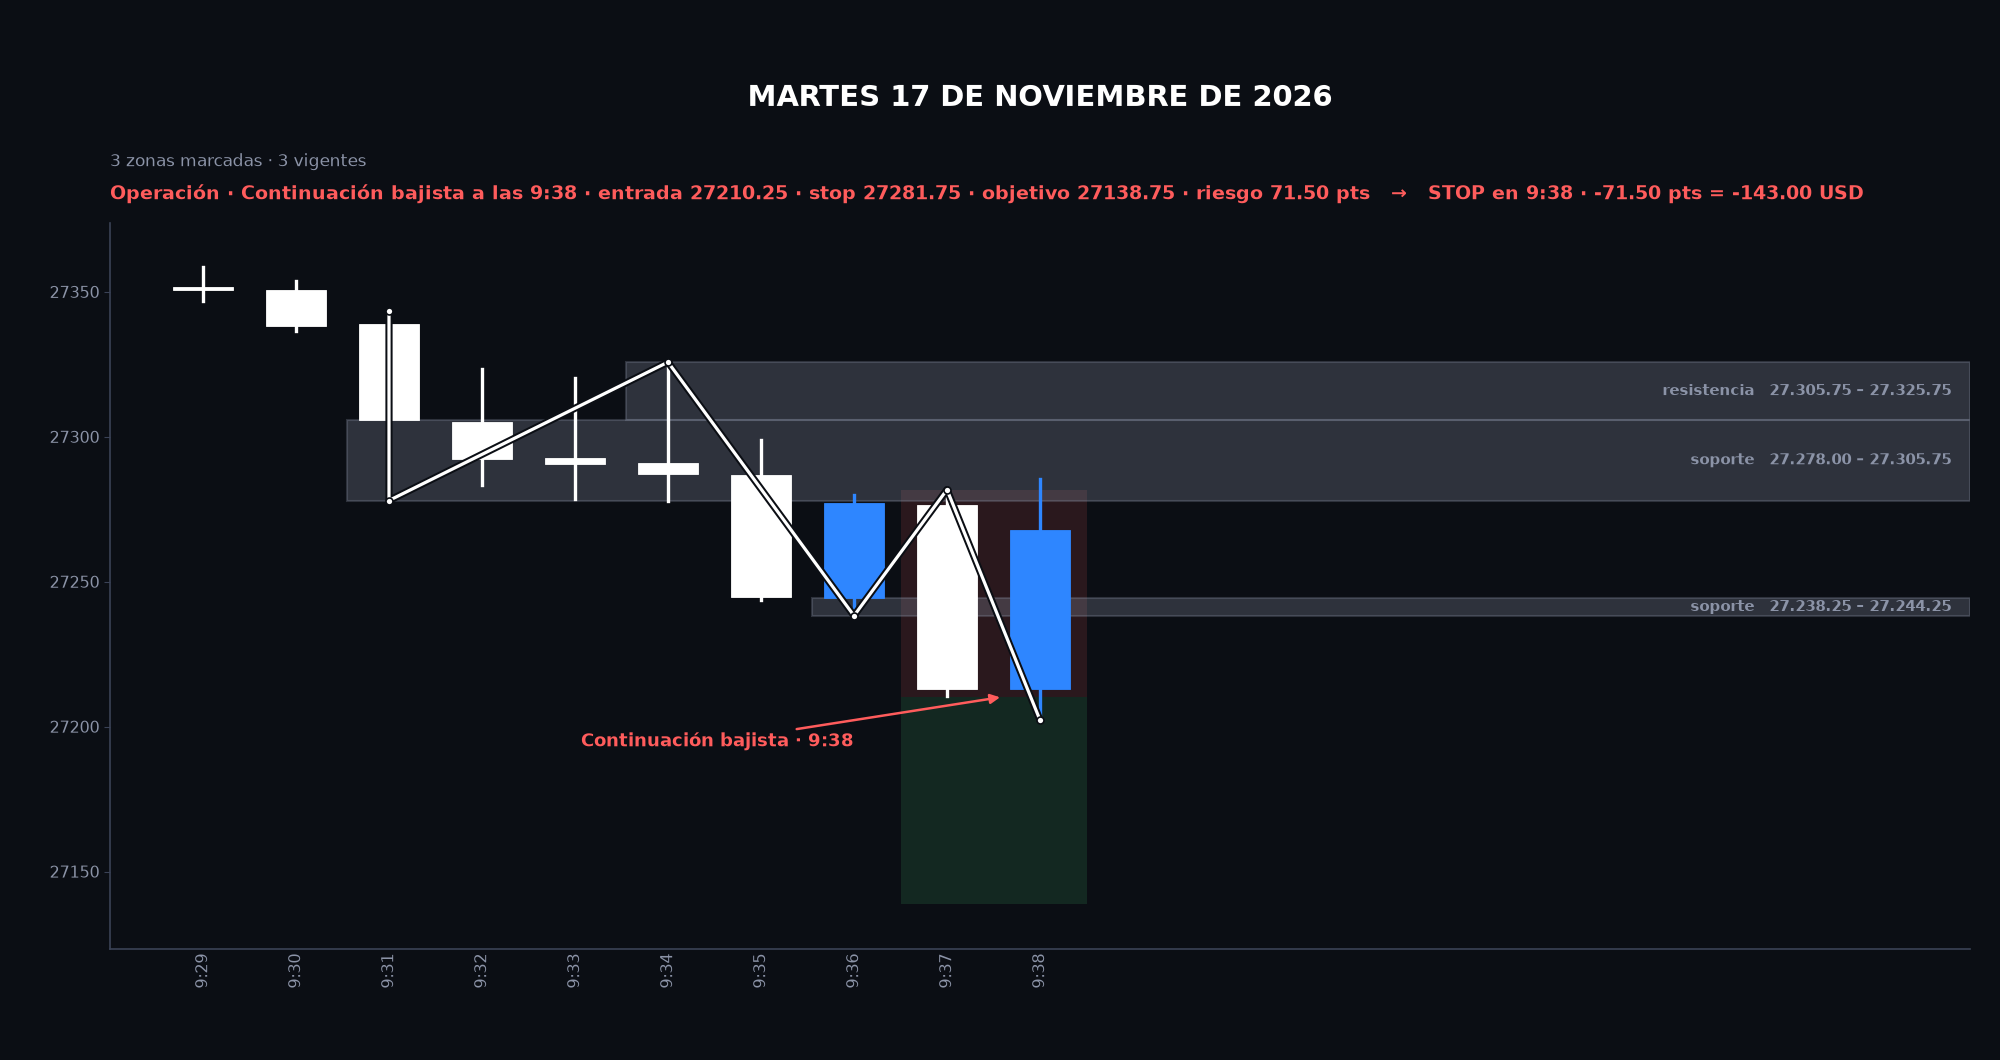 MARTES 17 DE NOVIEMBRE DE 2026
3 zonas marcadas · 3 vigentes
Operación · Continuación bajista a las 9:38 · entrada 27210.25 · stop 27281.75 · objetivo 27138.75 · riesgo 71.50 pts → STOP en 9:38 · -71.50 pts = -143.00 USD
27350
resistencia 27.305.75 – 27.325.75
27300
soporte 27.278.00 – 27.305.75
27250
soporte 27.238.25 – 27.244.25
27200
Continuación bajista · 9:38
27150
9:29
9:30
9:31
9:32
9:33
9:34
9:35
9:36
9:37
9:38